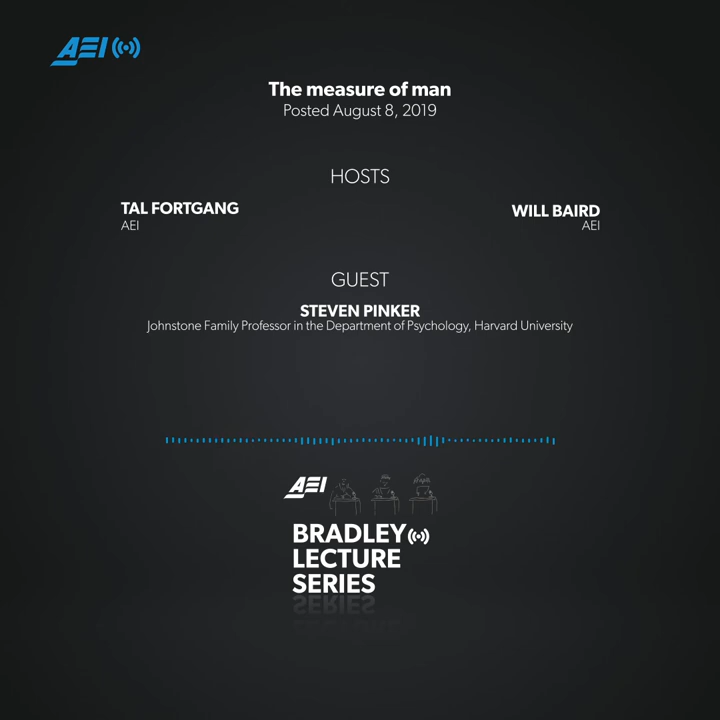 AEI
The measure of man
Posted August 8, 2019
HOSTS
TAL FORTGANG
AEI
WILL BAIRD
AEI
GUEST
STEVEN PINKER
Johnstone Family Professor in the Department of Psychology, Harvard University
AEI
BRADLEY
LECTURE
SERIES